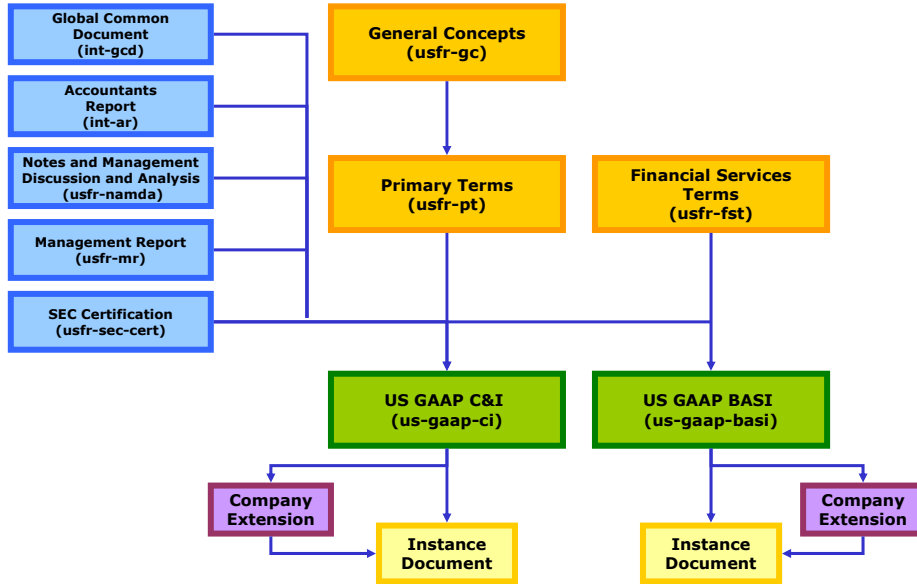 Global Common
Document
(int-gcd)
Accountants
Report
(int-ar)
Notes and Management
Discussion and Analysis
(usfr-namda)
Management Report
(usfr-mr)
SEC Certification
(usfr-sec-cert)
General Concepts
(usfr-gc)
Primary Terms
(usfr-pt)
Financial Services
Terms
(usfr-fst)
US GAAP C&I
(us-gaap-ci)
US GAAP BASI
(us-gaap-basi)
Company
Extension
Instance
Document
Instance
Document
Company
Extension